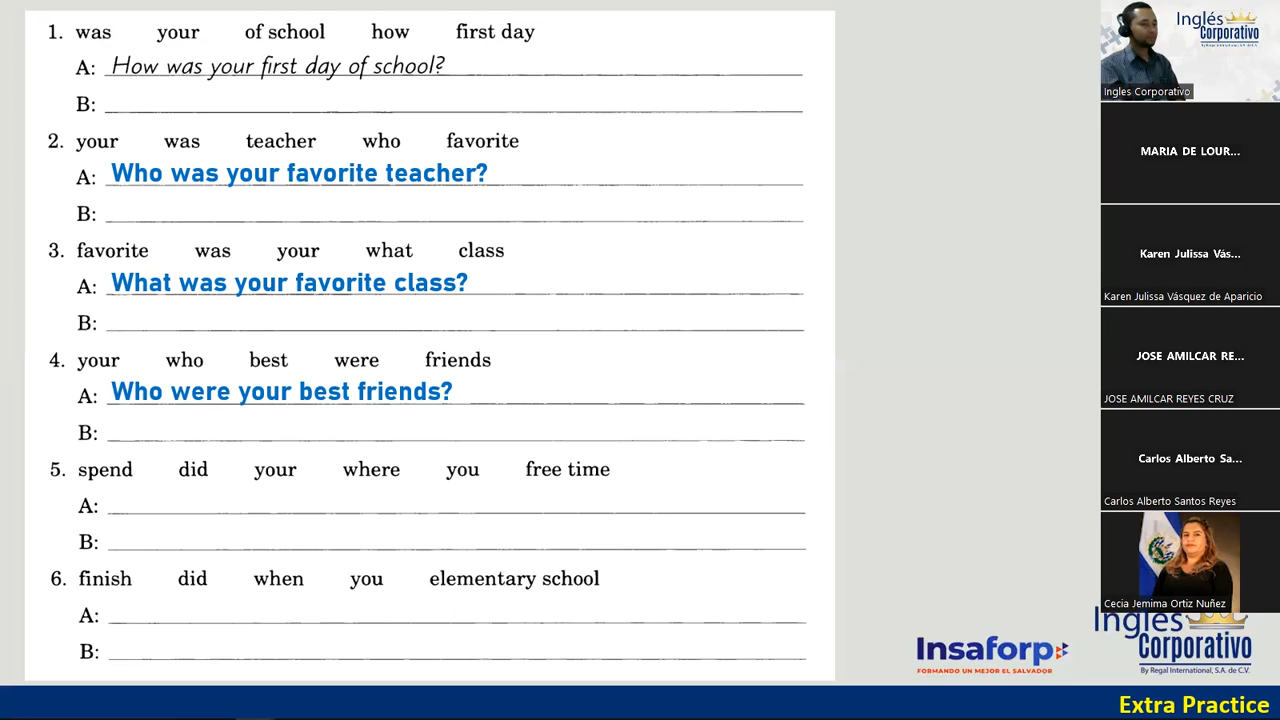 1. was your of school how first day
A: How was your first day of school?
B:
2. your was teacher who favorite
A: Who was your favorite teacher?
B:
3. favorite was your what class
A: What was your favorite class?
B:
4. your who best were friends
A: Who were your best friends?
B:
5. spend did your where you free time
A:
B:
6. finish did when you elementary school
A:
B:
Inglés
Corporativo
By Regal International, S.A. de C.V.
Ingles Corporativo
MARIA DE LOUR...
Karen Julissa Vás...
Karen Julissa Vásquez de Aparicio
JOSE AMILCAR RE...
JOSE AMILCAR REYES CRUZ
Carlos Alberto Sa...
Carlos Alberto Santos Reyes
Cecia Jemima Ortiz Nuñez
Insaforp
FORMANDO UN MEJOR EL SALVADOR
Inglés
Corporativo
By Regal International, S.A. de C.V.
Extra Practice